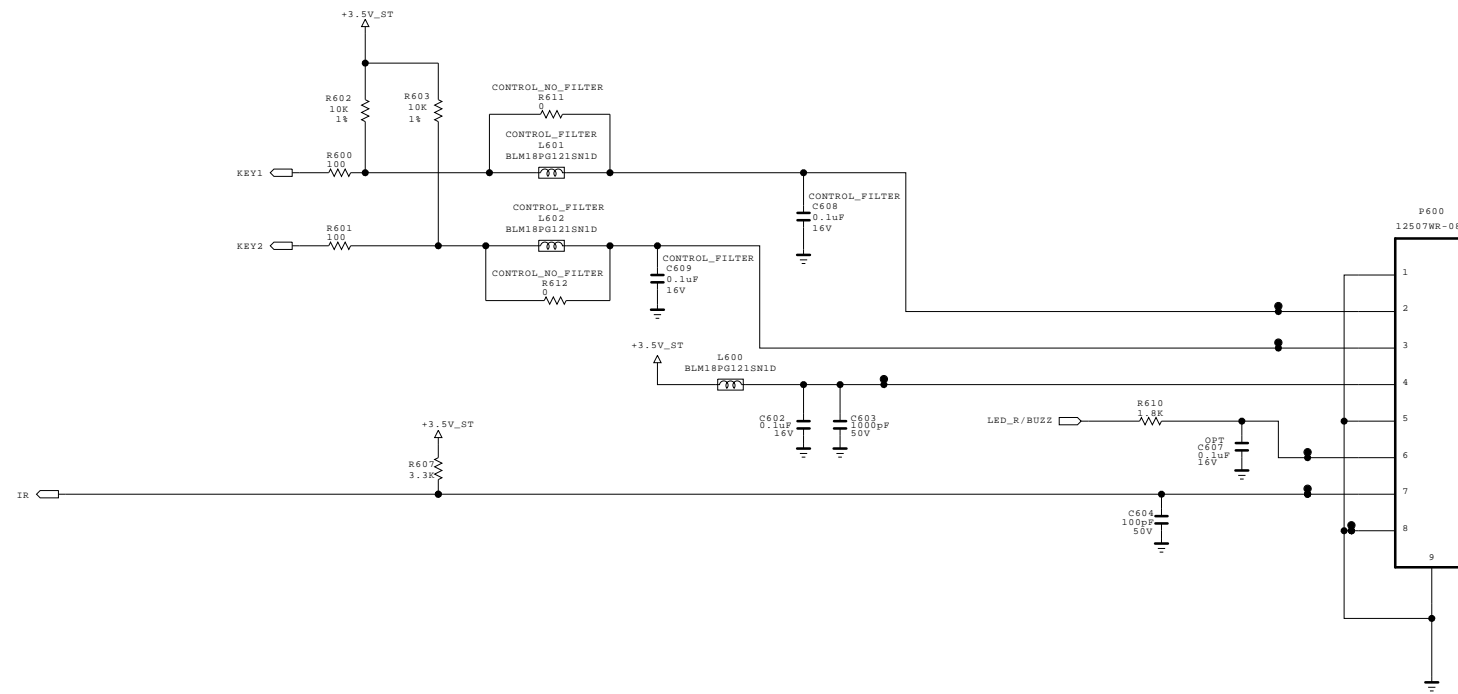 +3.5V_ST
CONTROL_NO_FILTER
R611
0
R602
10K
1%
R603
10K
1%
CONTROL_FILTER
L601
BLM18PG121SN1D
R600
100
KEY1
CONTROL_FILTER
C608
0.1uF
16V
CONTROL_FILTER
L602
BLM18PG121SN1D
R601
100
KEY2
CONTROL_FILTER
C609
0.1uF
16V
CONTROL_NO_FILTER
R612
0
P600
12507WR-08
1
2
3
4
5
6
7
8
9
+3.5V_ST
L600
BLM18PG121SN1D
C602
0.1uF
16V
C603
1000pF
50V
LED_R/BUZZ
R610
1.8K
OPT
C607
0.1uF
16V
+3.5V_ST
R607
3.3K
IR
C604
100pF
50V